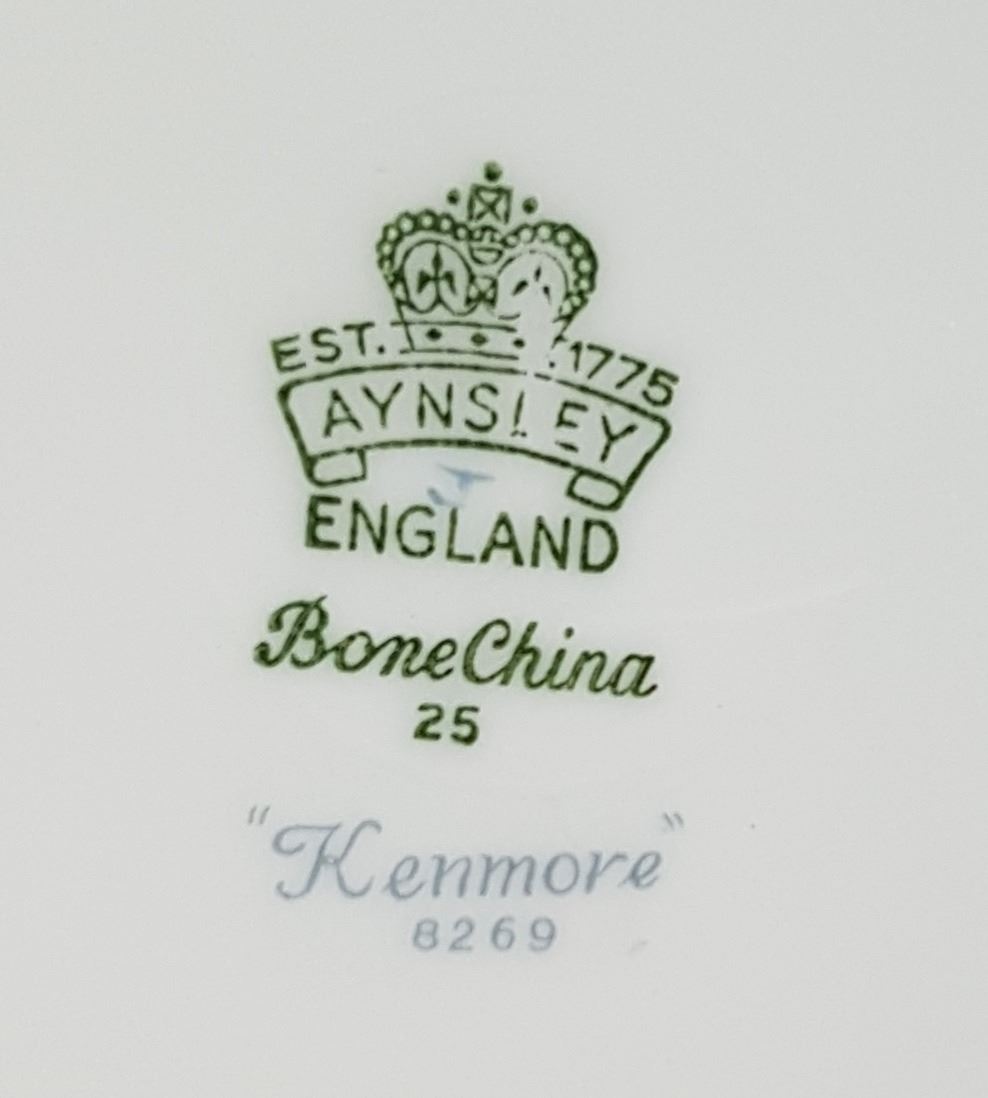 EST. 1775
AYNSLEY
ENGLAND
Bone China
25
"Kenmore"
8269